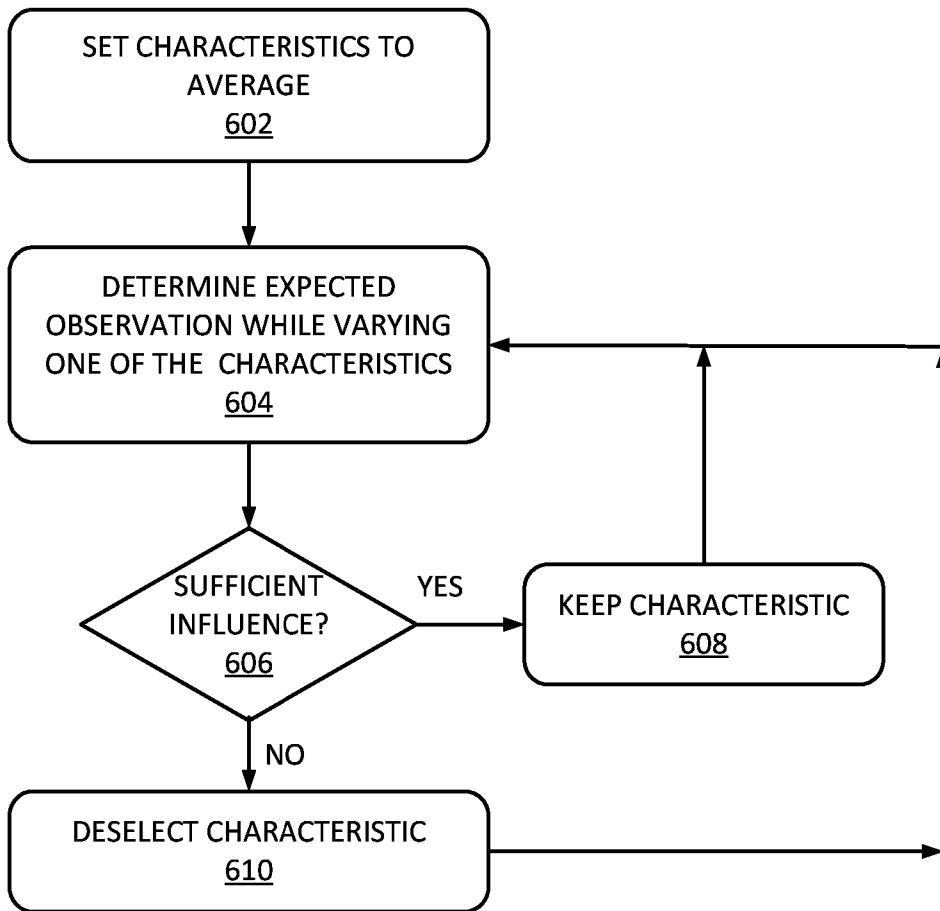 SET CHARACTERISTICS TO
AVERAGE
602
DETERMINE EXPECTED
OBSERVATION WHILE VARYING
ONE OF THE CHARACTERISTICS
604
SUFFICIENT
INFLUENCE?
606
YES
KEEP CHARACTERISTIC
608
NO
DESELECT CHARACTERISTIC
610